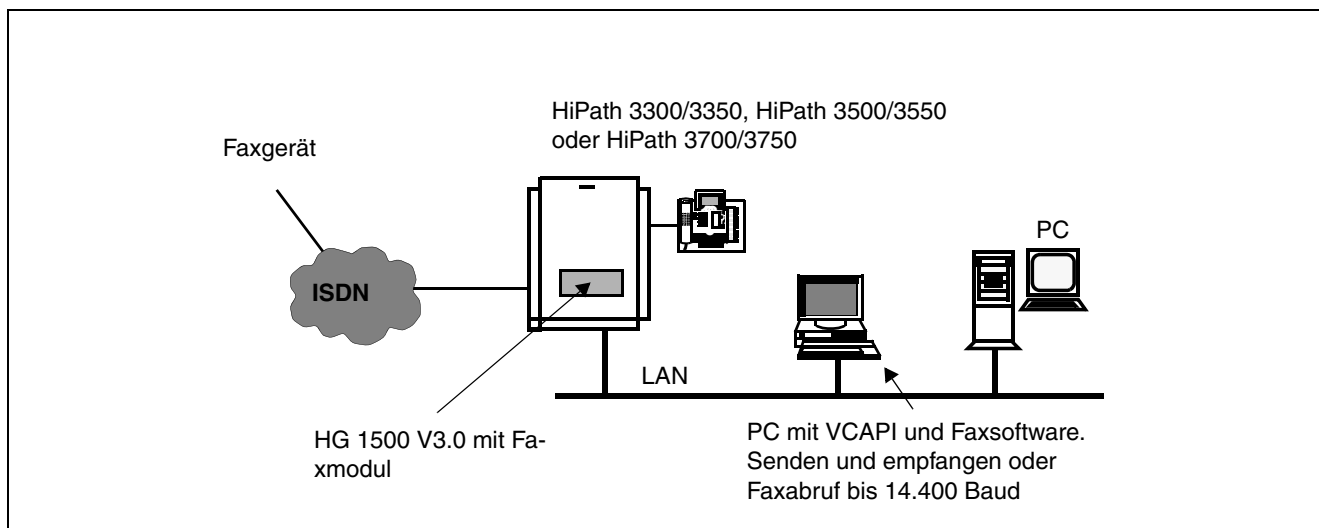 HiPath 3300/3350, HiPath 3500/3550
oder HiPath 3700/3750
Faxgerät
PC
ISDN
LAN
HG 1500 V3.0 mit Fa-
xmodul
PC mit VCAPI und Faxsoftware.
Senden und empfangen oder
Faxabruf bis 14.400 Baud